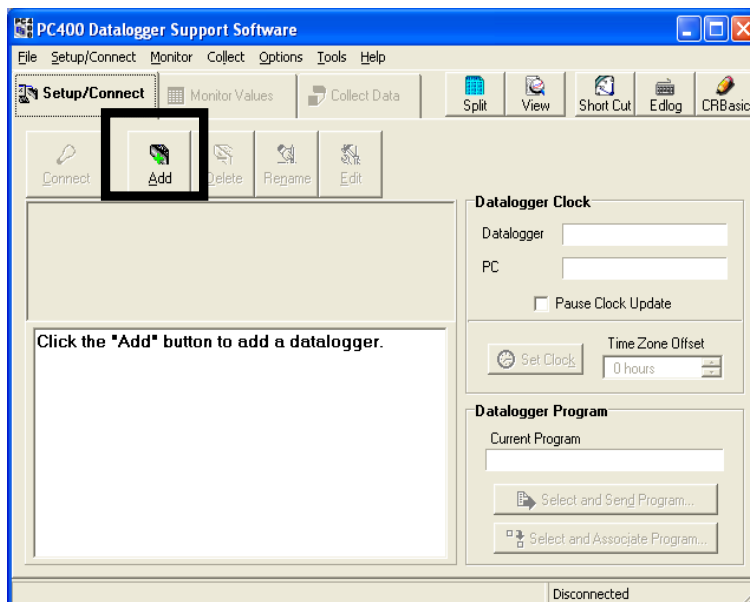 PC400 Datalogger Support Software
File Setup/Connect Monitor Collect Options Tools Help
Setup/Connect Monitor Values Collect Data Split View Short Cut Edlog CRBasic
Connect Add Delete Rename Edit
Datalogger Clock
Datalogger
PC
Pause Clock Update
Click the "Add" button to add a datalogger.
Time Zone Offset
Set Clock 0 hours
Datalogger Program
Current Program
Select and Send Program...
Select and Associate Program...
Disconnected